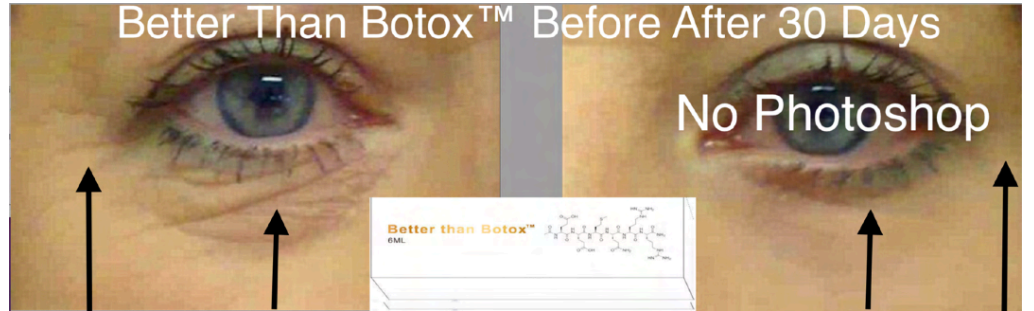 Better Than Botox™ Before After 30 Days
No Photoshop
Better than Botox™
6ML